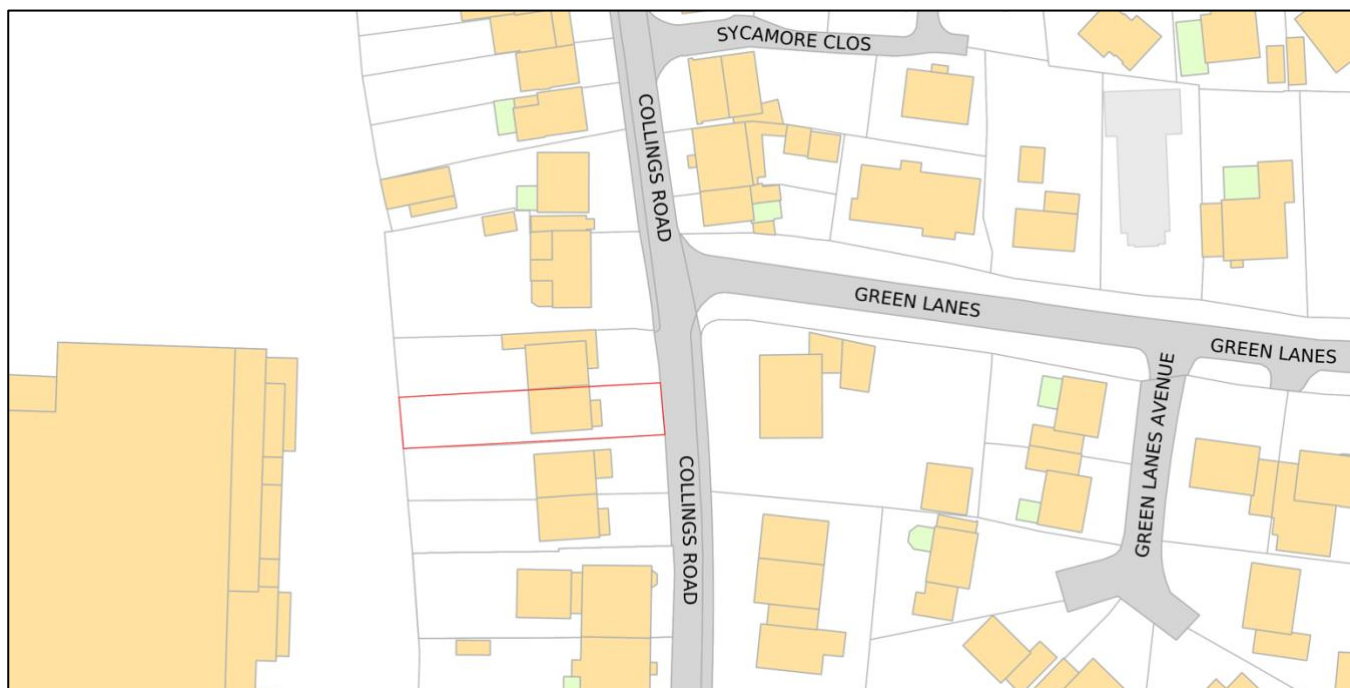 SYCAMORE CLOS
COLLINGS ROAD
GREEN LANES
GREEN LANES
GREEN LANES AVENUE
COLLINGS ROAD